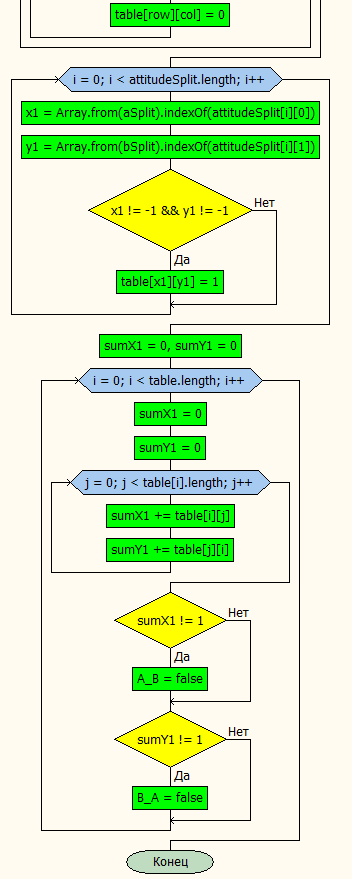 table[row][col] = 0
i = 0; i < attitudeSplit.length; i++
x1 = Array.from(aSplit).indexOf(attitudeSplit[i][0])
y1 = Array.from(bSplit).indexOf(attitudeSplit[i][1])
x1 != -1 && y1 != -1
Нет
Да
table[x1][y1] = 1
sumX1 = 0, sumY1 = 0
i = 0; i < table.length; i++
sumX1 = 0
sumY1 = 0
j = 0; j < table[i].length; j++
sumX1 += table[i][j]
sumY1 += table[j][i]
sumX1 != 1
Нет
Да
A_B = false
sumY1 != 1
Нет
Да
B_A = false
Конец